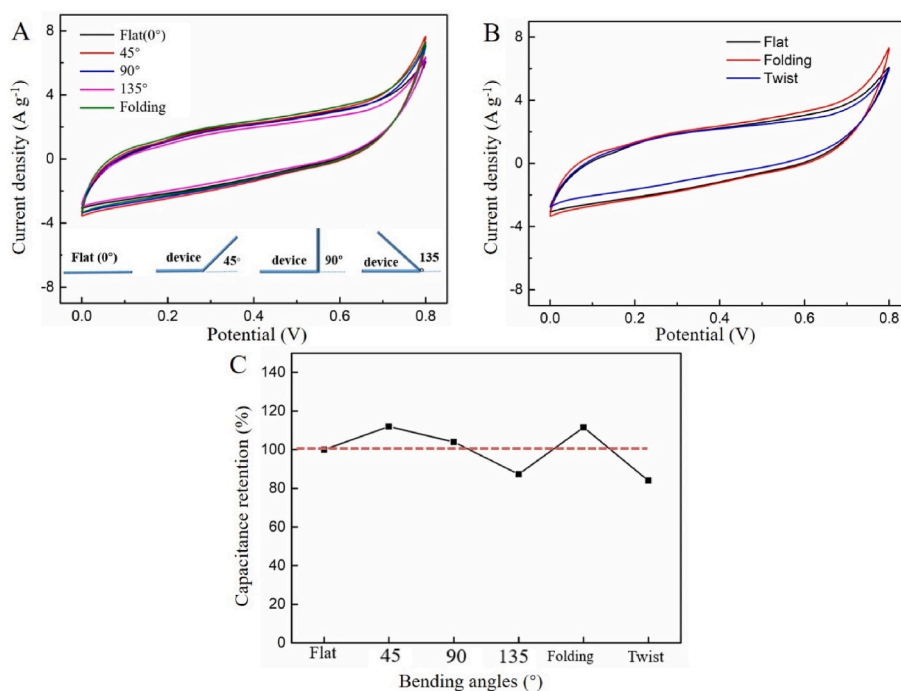 A
Flat(0°)
45°
90°
135°
Folding
8
4
0
-4
-8
Current density (A g⁻¹)
Flat (0°)
device
45°
device
90°
device
135
0.0
0.2
0.4
0.6
0.8
Potential (V)
B
Flat
Folding
Twist
8
4
0
-4
-8
Current density (A g⁻¹)
0.0
0.2
0.4
0.6
0.8
Potential (V)
C
140
120
100
80
60
40
20
0
Capacitance retention (%)
Flat
45
90
135
Folding
Twist
Bending angles (°)